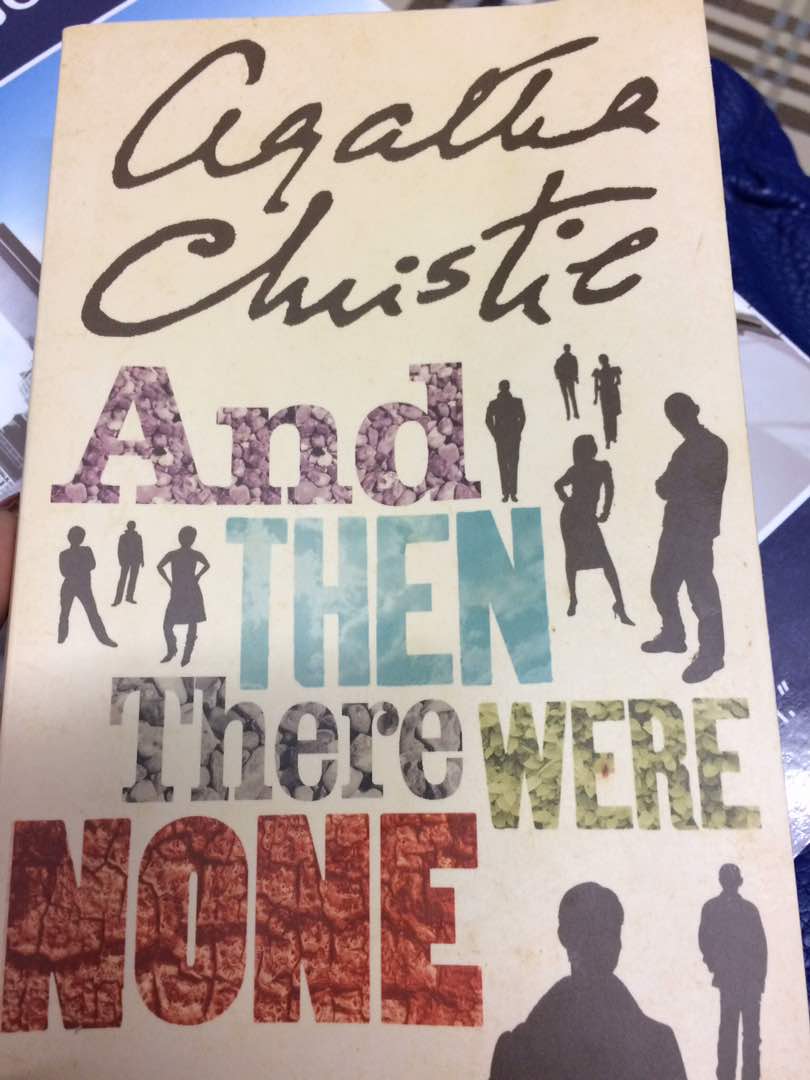 Agatha
Christie
And
THEN
There WERE
NONE